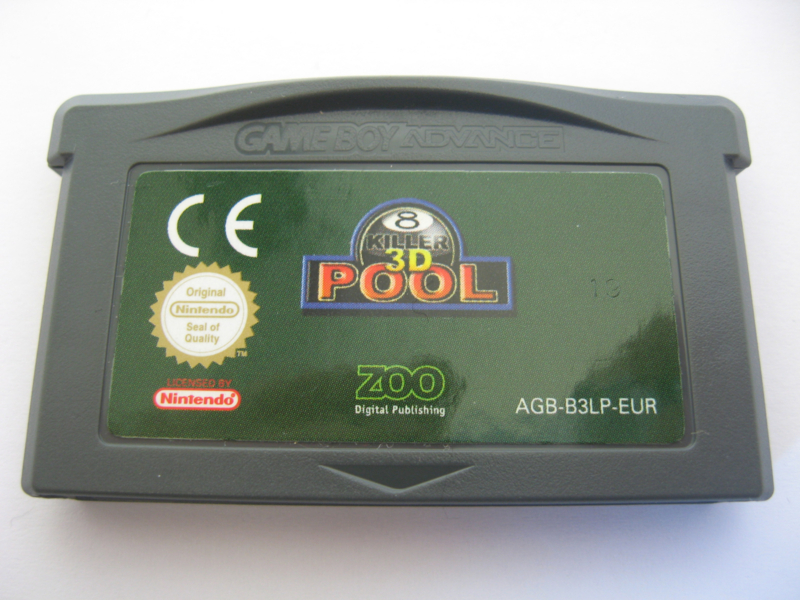 GAME BOY ADVANCE
CE
8
KILLER
3D
POOL
Original
Nintendo
Seal of
Quality
TM
LICENSED BY
Nintendo
ZOO
Digital Publishing
AGB-B3LP-EUR